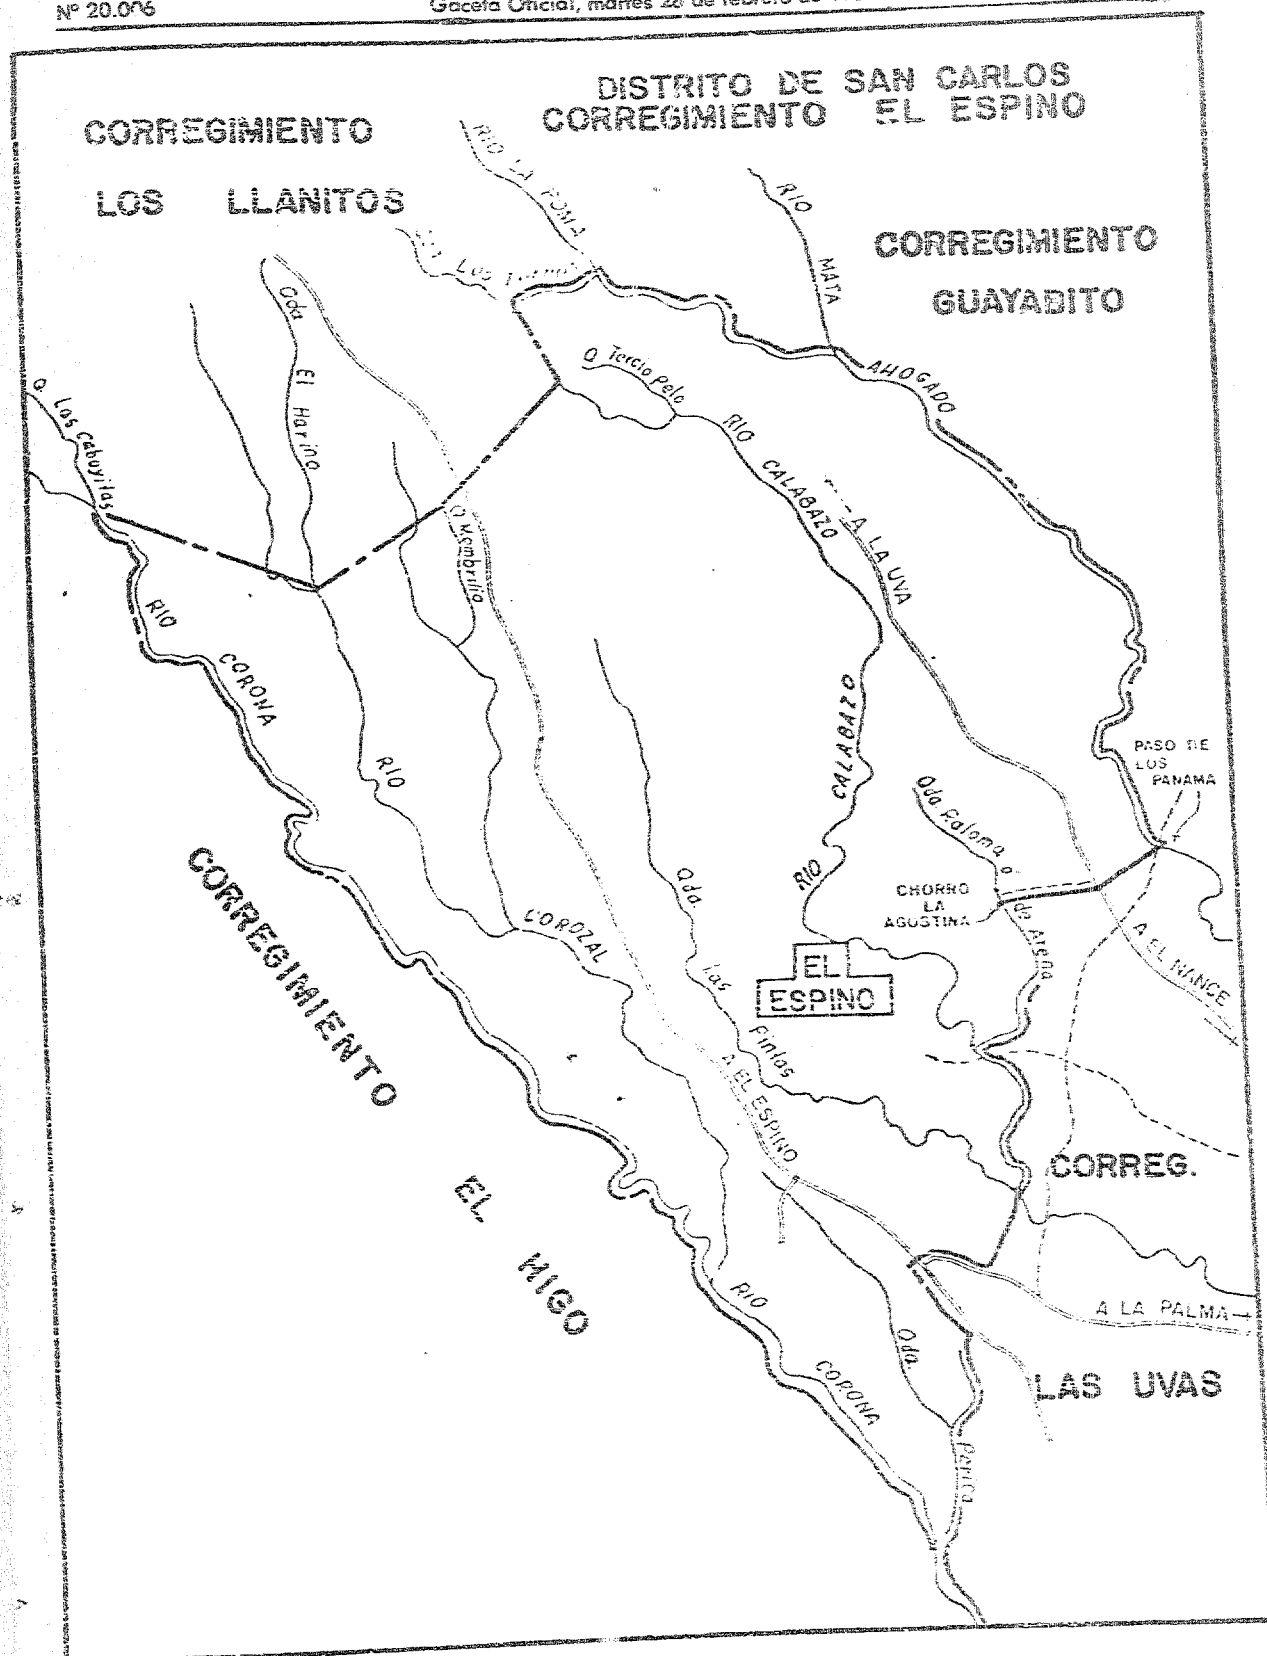 Nº 20.006
Gaceta Oficial, martes 28 de febrero de
DISTRITO DE SAN CARLOS
CORREGIMIENTO EL ESPINO
CORREGIMIENTO
LOS LLANITOS
RIO LA
RIO
MATA
CORREGIMIENTO
GUAYABITO
Los
Qda El Harino
Q. Las Cabuyitas
Q Tercio Pelo
AHOGADO
RIO CALABAZO
A LA UVA
Q Membrillo
RIO CORONA
RIO CALABAZO
PASO DE
LOS
PANAMA
RIO
Qda Paloma
CHORRO
LA
AGUSTINA
de Arena
CORREGIMIENTO
Qda. Las Pintas
L'OROZAL
A EL NANCE
EL
ESPINO
A EL ESPINO
CORREG.
EL MIGO
RIO
CORONA
Qda. Perica
A LA PALMA
LAS UVAS